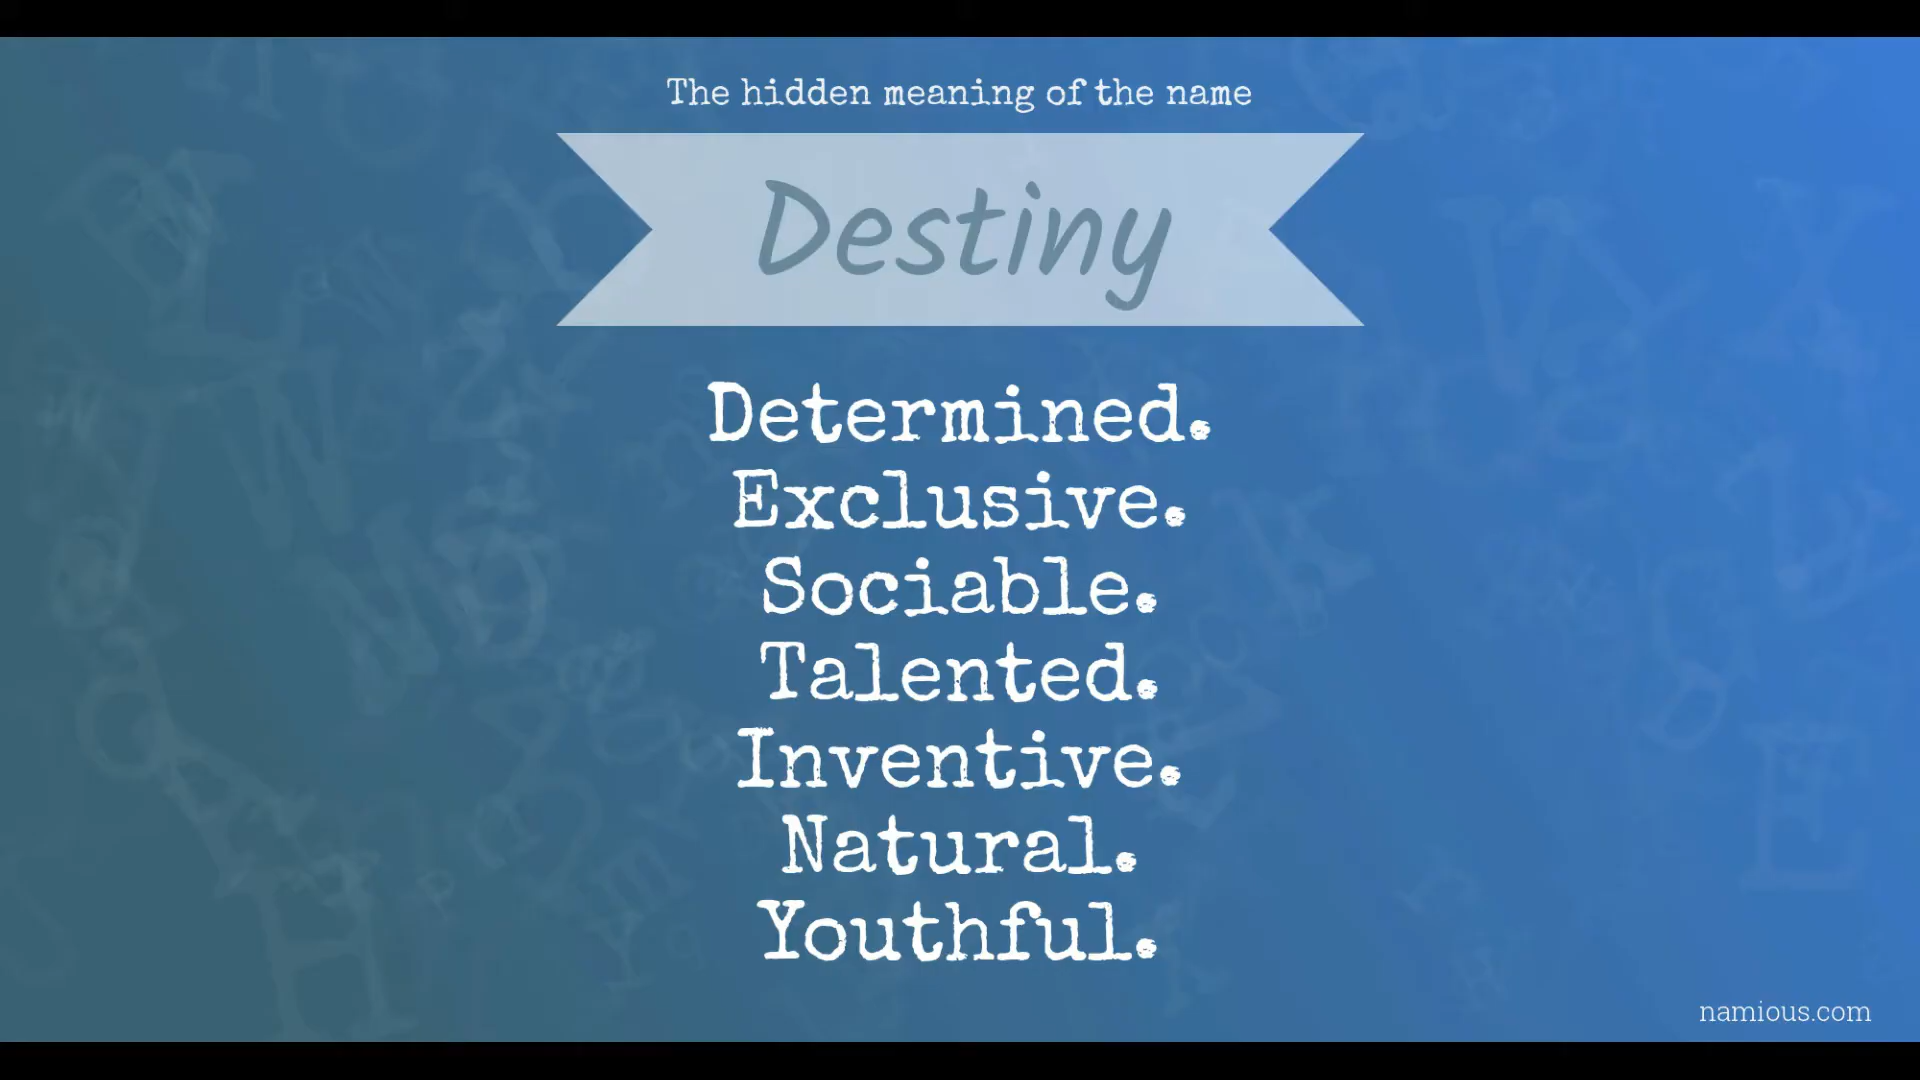 The hidden meaning of the name
Destiny
Determined.
Exclusive.
Sociable.
Talented.
Inventive.
Natural.
Youthful.
namious.com